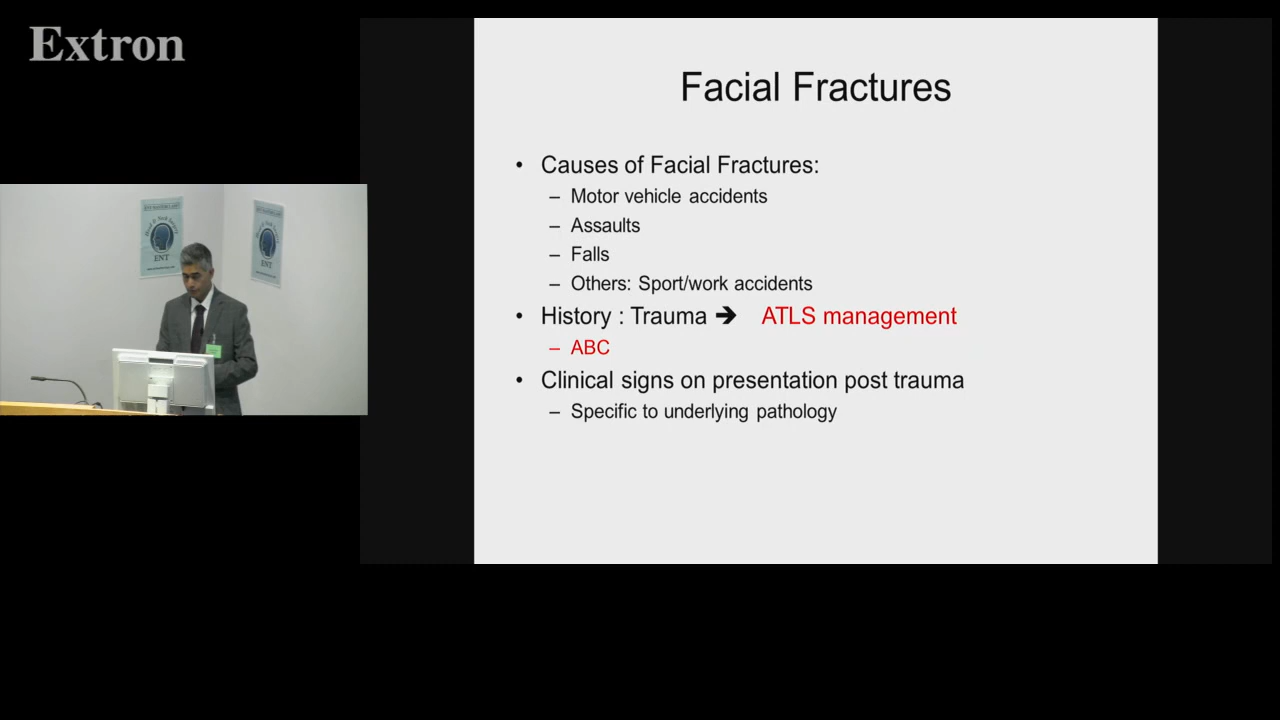 Extron
Facial Fractures
• Causes of Facial Fractures:
– Motor vehicle accidents
– Assaults
– Falls
– Others: Sport/work accidents
• History : Trauma ➔ ATLS management
– ABC
• Clinical signs on presentation post trauma
– Specific to underlying pathology
ENT